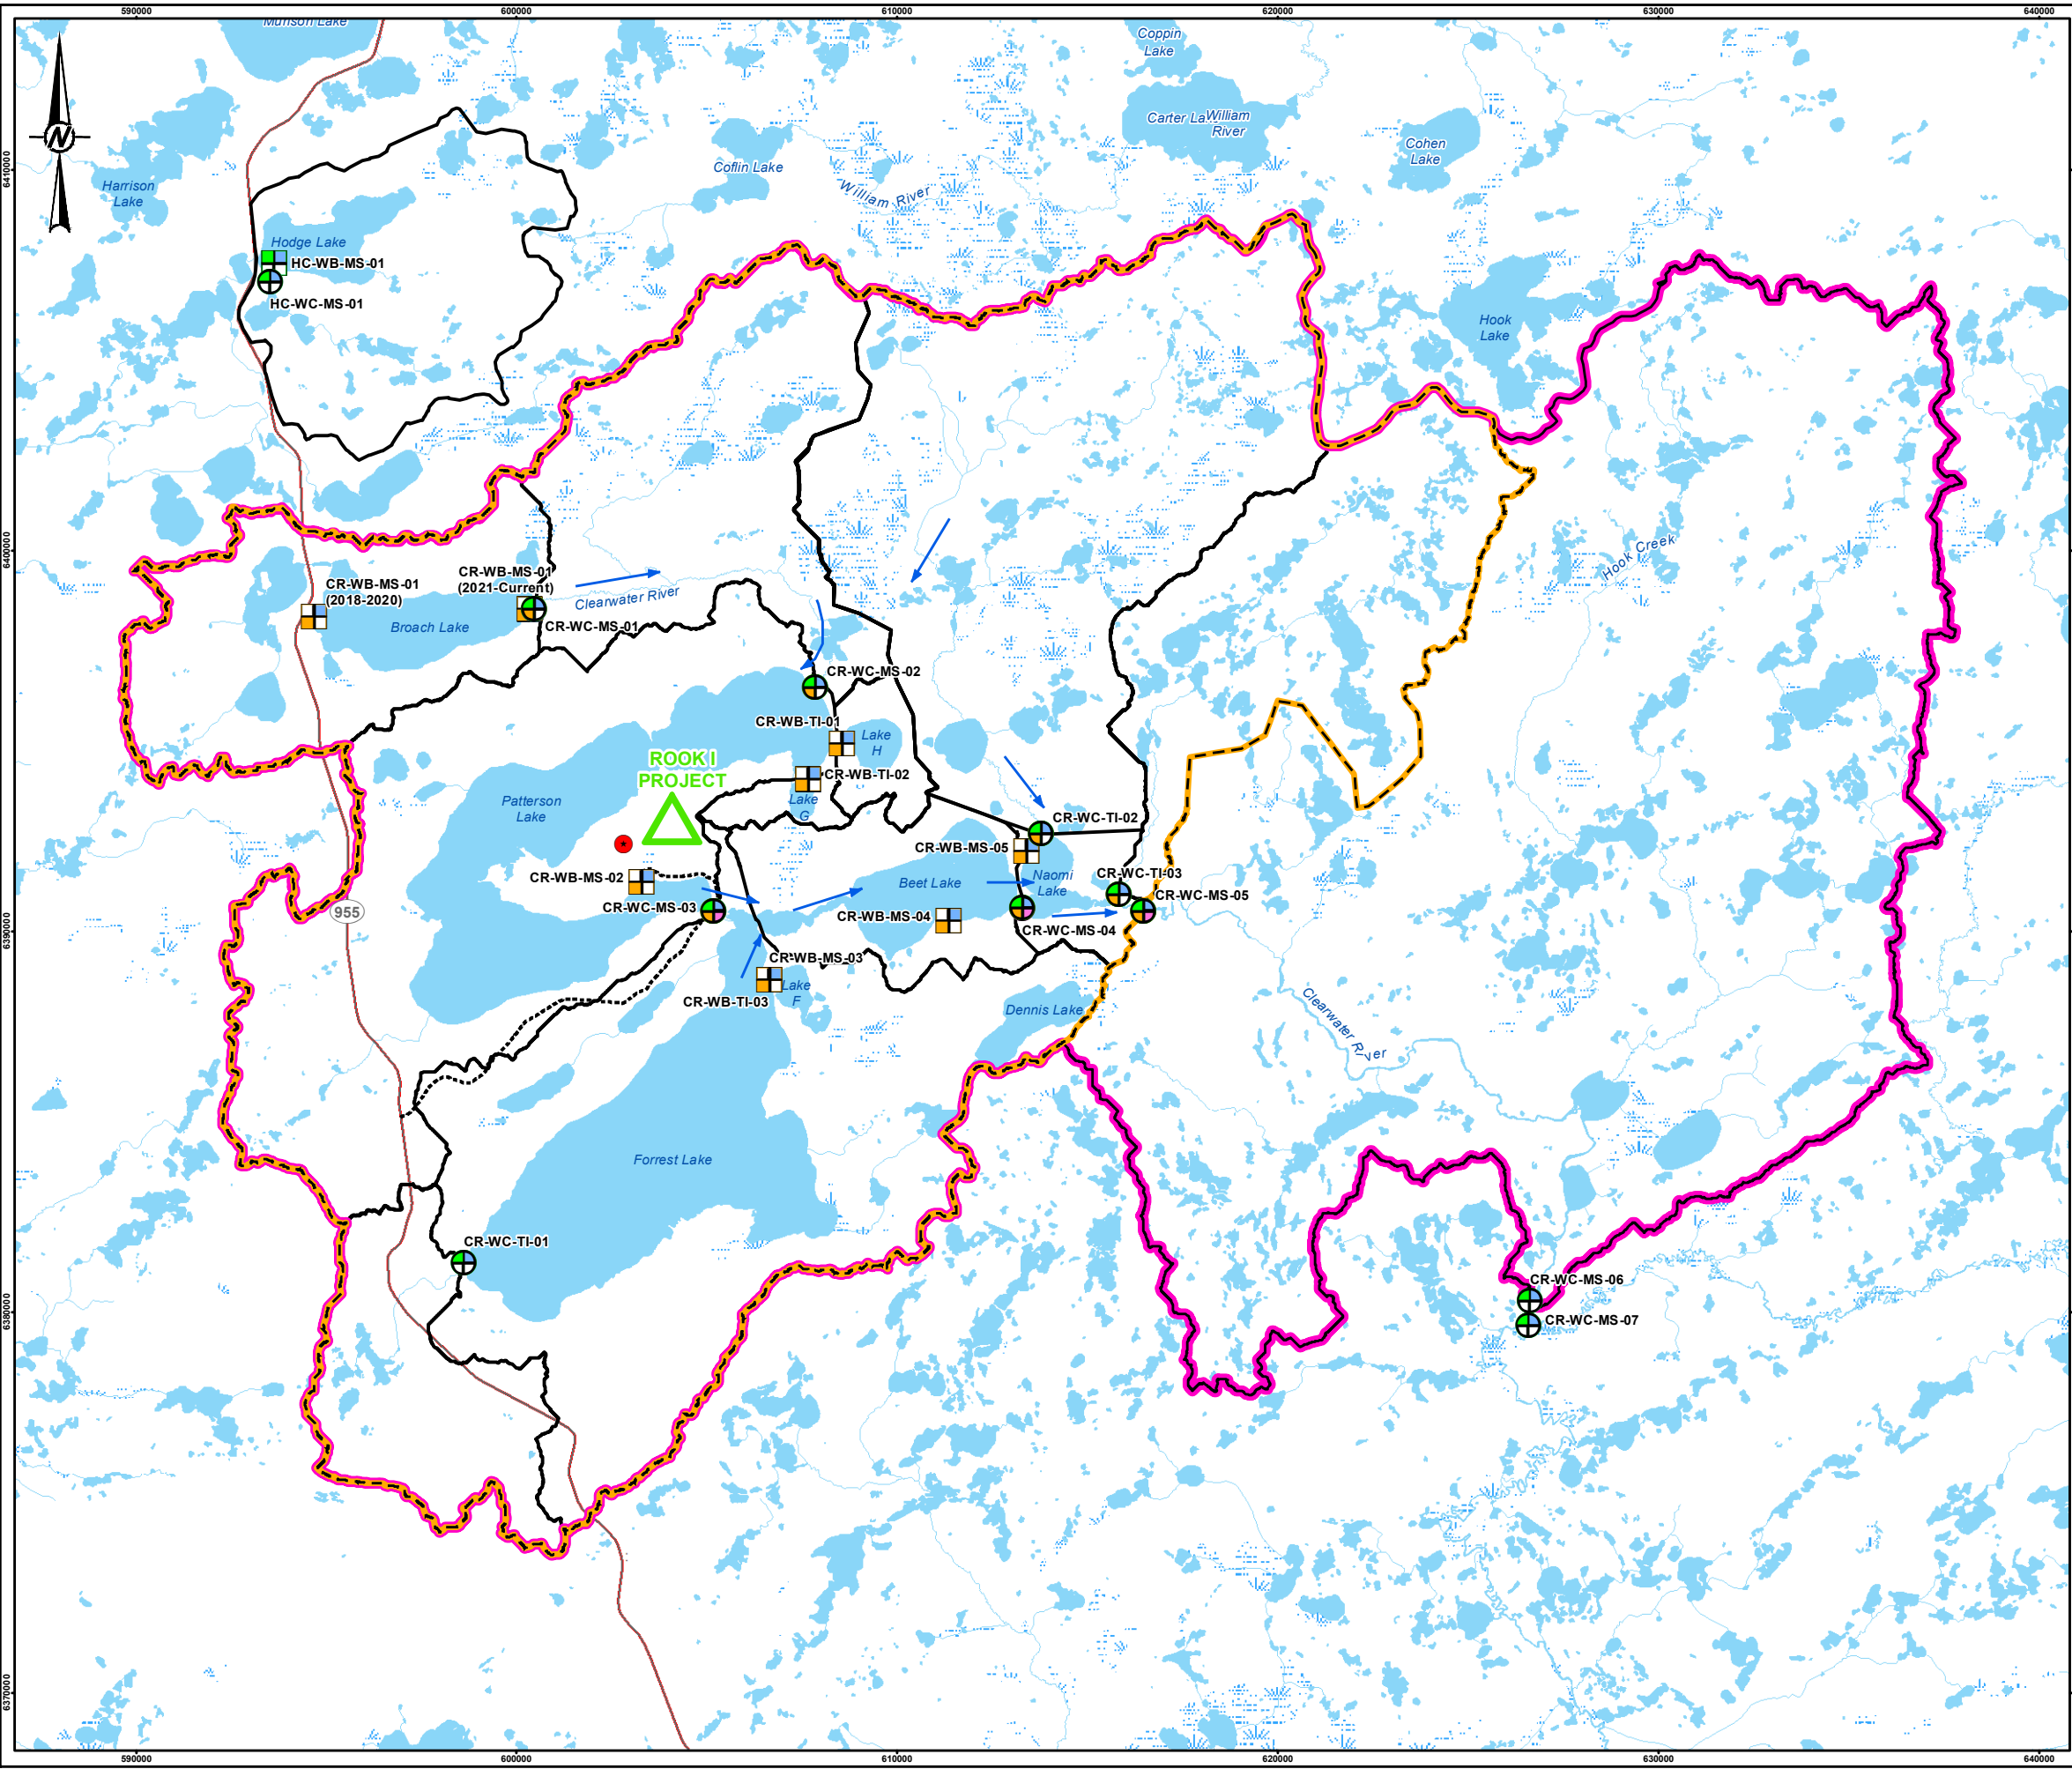 590000
600000
610000
620000
630000
640000
Munson Lake
Coppin
Lake
Carter La
William
River
Cohen
Lake
Coflin Lake
William River
Harrison
Lake
N
6410000
Hodge Lake
HC-WB-MS-01
HC-WC-MS-01
Hook
Lake
Hook Creek
6400000
CR-WB-MS-01
(2018-2020)
CR-WB-MS-01
(2021-Current)
Clearwater River
CR-WC-MS-01
Broach Lake
CR-WC-MS-02
CR-WB-TI-01
Lake
H
ROOK I
PROJECT
CR-WB-TI-02
Lake
G
Patterson
Lake
CR-WC-TI-02
CR-WB-MS-05
CR-WB-MS-02
Beet Lake
Naomi
Lake
CR-WC-TI-03
CR-WC-MS-05
CR-WC-MS-03
CR-WB-MS-04
CR-WC-MS-04
955
6390000
CR-WB-MS-03
Lake
F
CR-WB-TI-03
Dennis Lake
Clearwater River
Forrest Lake
CR-WC-TI-01
CR-WC-MS-06
CR-WC-MS-07
6380000
6370000
590000
600000
610000
620000
630000
640000